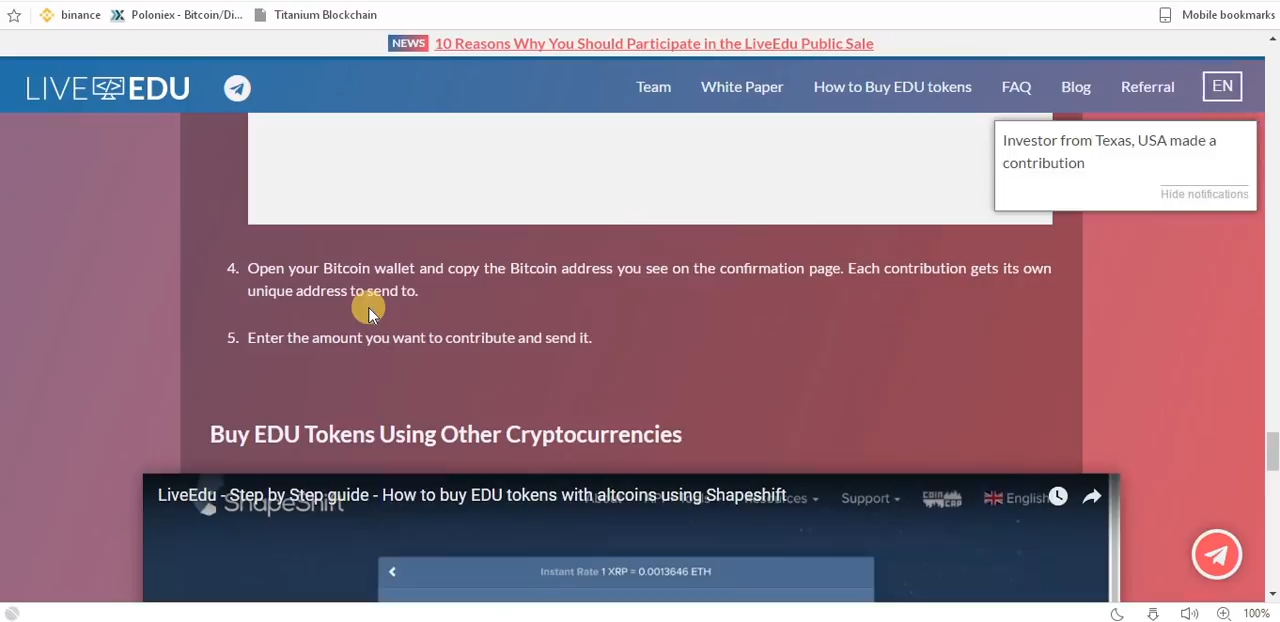 binance Poloniex - Bitcoin/Di... Titanium Blockchain Mobile bookmarks
NEWS 10 Reasons Why You Should Participate in the LiveEdu Public Sale
LIVE EDU Team White Paper How to Buy EDU tokens FAQ Blog Referral EN
Investor from Texas, USA made a
contribution
Hide notifications
4. Open your Bitcoin wallet and copy the Bitcoin address you see on the confirmation page. Each contribution gets its own
unique address to send to.
5. Enter the amount you want to contribute and send it.
Buy EDU Tokens Using Other Cryptocurrencies
LiveEdu - Step by Step guide - How to buy EDU tokens with altcoins using Shapeshift
ShapeShift Resources Support COIN CAP English
Instant Rate 1 XRP = 0.0013646 ETH
100%